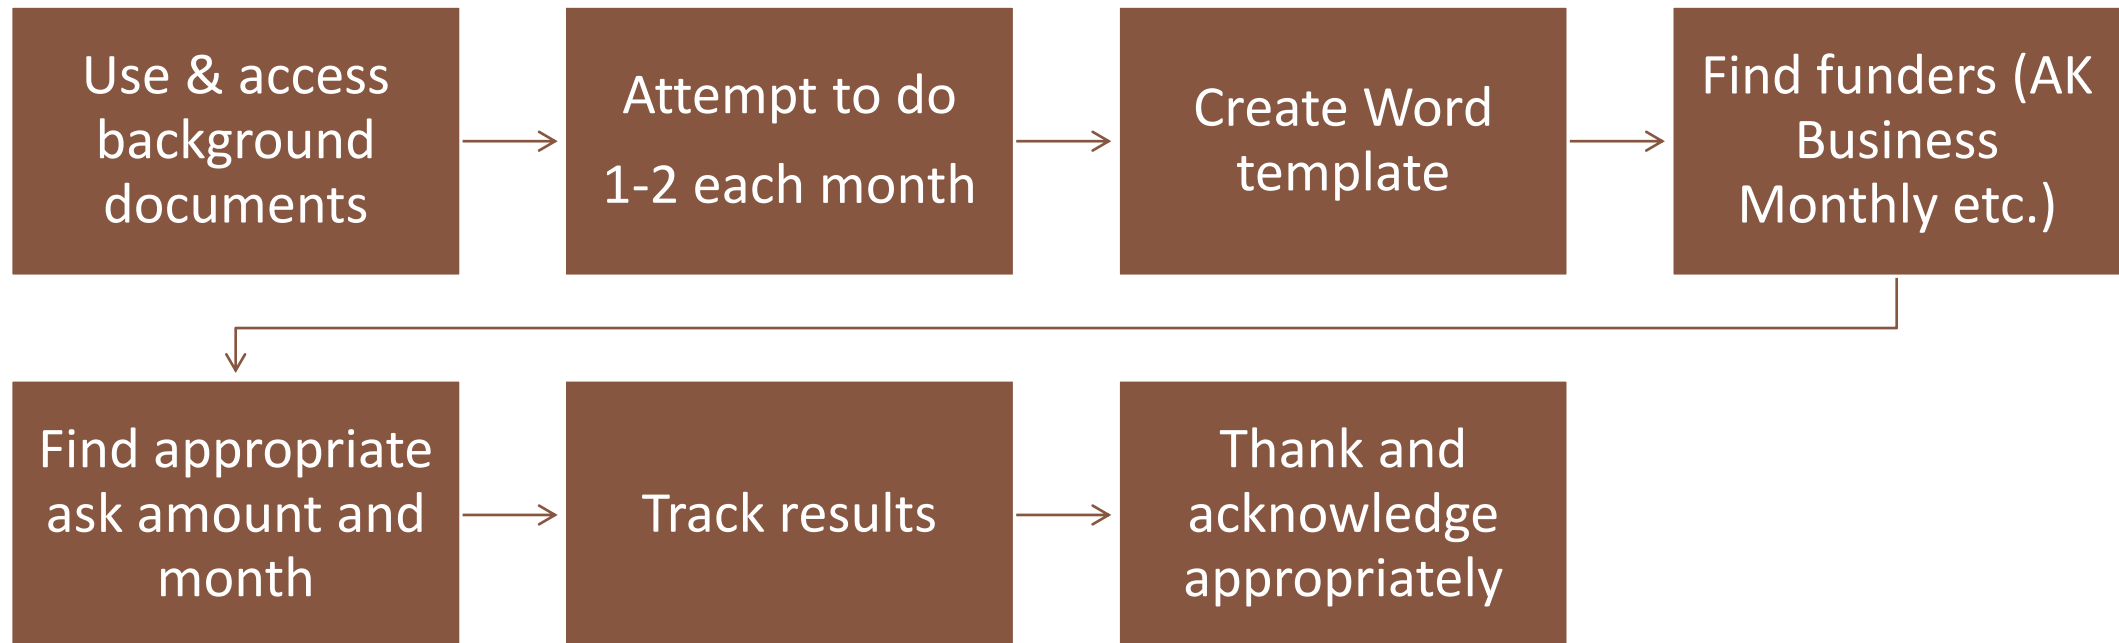 Use & access
background
documents
Attempt to do
1-2 each month
Create Word
template
Find funders (AK
Business
Monthly etc.)
Find appropriate
ask amount and
month
Track results
Thank and
acknowledge
appropriately